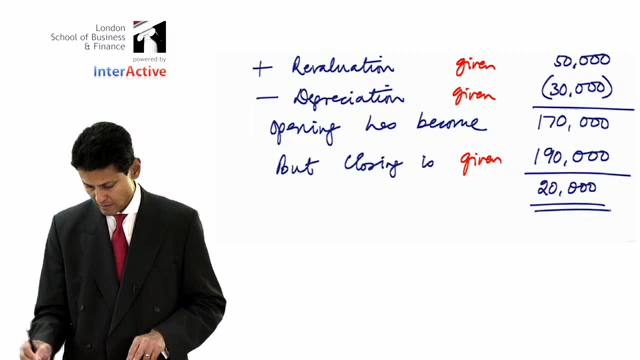 London
School of Business
& Finance
powered by
InterActive
+ Revaluation given 50,000
- Depreciation given (30,000)
Opening has become 170,000
But Closing is given 190,000
20,000